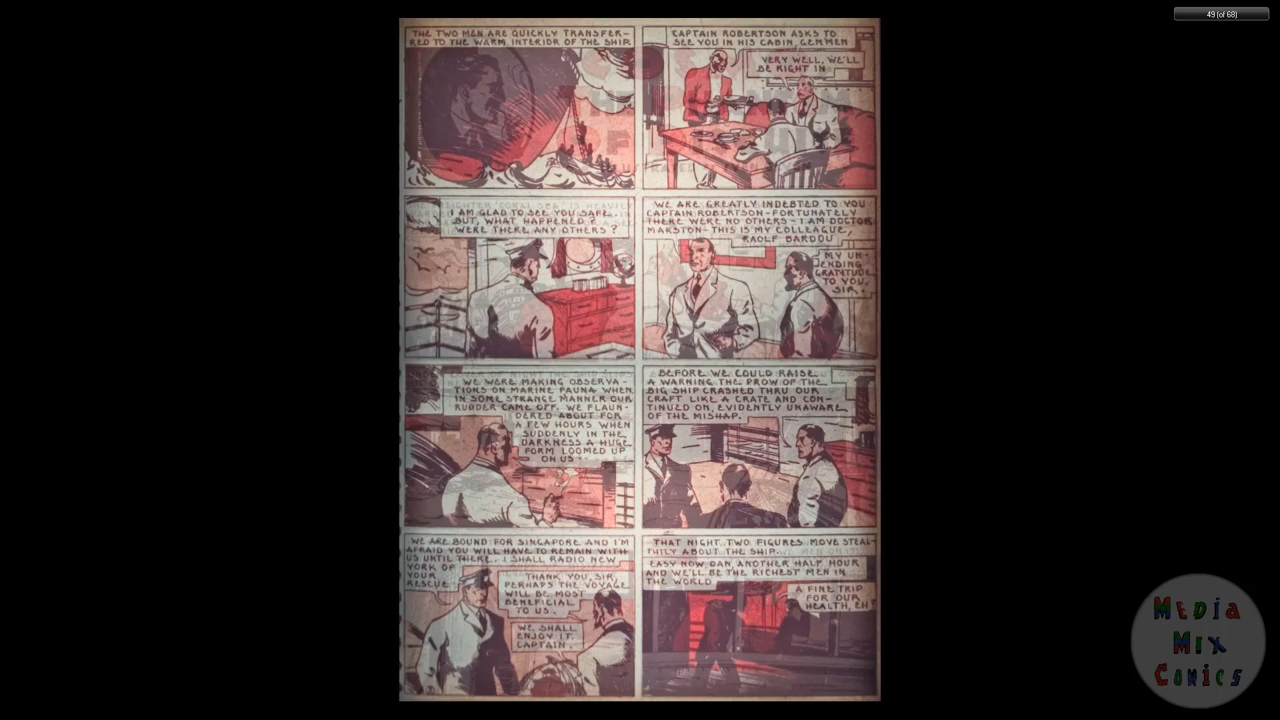 49 (of 68)
THE TWO MEN ARE QUICKLY TRANSFER-
RED TO THE WARM INTERIOR OF THE SHIP.
CAPTAIN ROBERTSON ASKS TO
SEE YOU IN HIS CABIN, GEMMEN
VERY WELL, WE'LL
BE RIGHT IN
I AM GLAD TO SEE YOU SAFE.
BUT, WHAT HAPPENED?
WERE THERE ANY OTHERS?
WE ARE GREATLY INDEBTED TO YOU
CAPTAIN ROBERTSON-FORTUNATELY
THERE WERE NO OTHERS-I AM DOCTOR
MARSTON-THIS IS MY COLLEAGUE,
RAOLF BARDOU
MY UN-
ENDING
GRATITUDE
TO YOU,
SIR.
WE WERE MAKING OBSERVA-
TIONS ON MARINE FAUNA WHEN
IN SOME STRANGE MANNER OUR
RUDDER CAME OFF. WE FLAUN-
DERED ABOUT FOR
A FEW HOURS WHEN
SUDDENLY IN THE
DARKNESS A HUGE
FORM LOOMED UP
ON US
BEFORE WE COULD RAISE
A WARNING THE PROW OF THE
BIG SHIP CRASHED THRU OUR
CRAFT LIKE A CRATE AND CON-
TINUED ON, EVIDENTLY UNAWARE
OF THE MISHAP.
WE ARE BOUND FOR SINGAPORE AND I'M
AFRAID YOU WILL HAVE TO REMAIN WITH
US UNTIL THERE. I SHALL RADIO NEW
YORK OF
YOUR
RESCUE.
THANK YOU, SIR,
PERHAPS THE VOYAGE
WILL BE MOST
BENEFICIAL
TO US.
WE SHALL
ENJOY IT,
CAPTAIN.
THAT NIGHT TWO FIGURES MOVE STEAL-
THILY ABOUT THE SHIP.
EASY NOW DAN, ANOTHER HALF HOUR
AND WE'LL BE THE RICHEST MEN IN
THE WORLD
A FINE TRIP
FOR OUR
HEALTH, EH?
MEDIA
MIX
COMICS